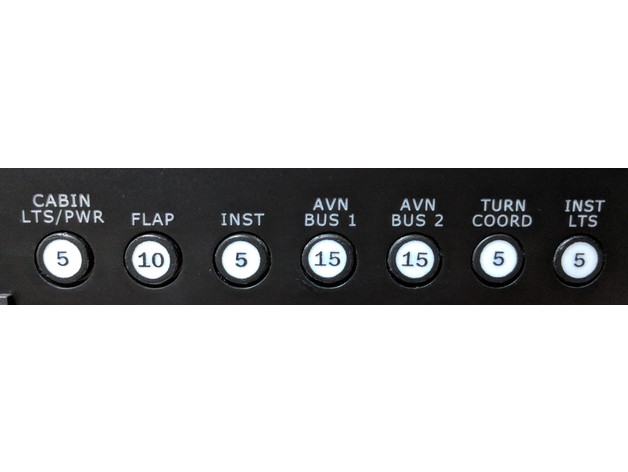 CABIN
LTS/PWR
FLAP
INST
AVN
BUS 1
AVN
BUS 2
TURN
COORD
INST
LTS
5
10
5
15
15
5
5